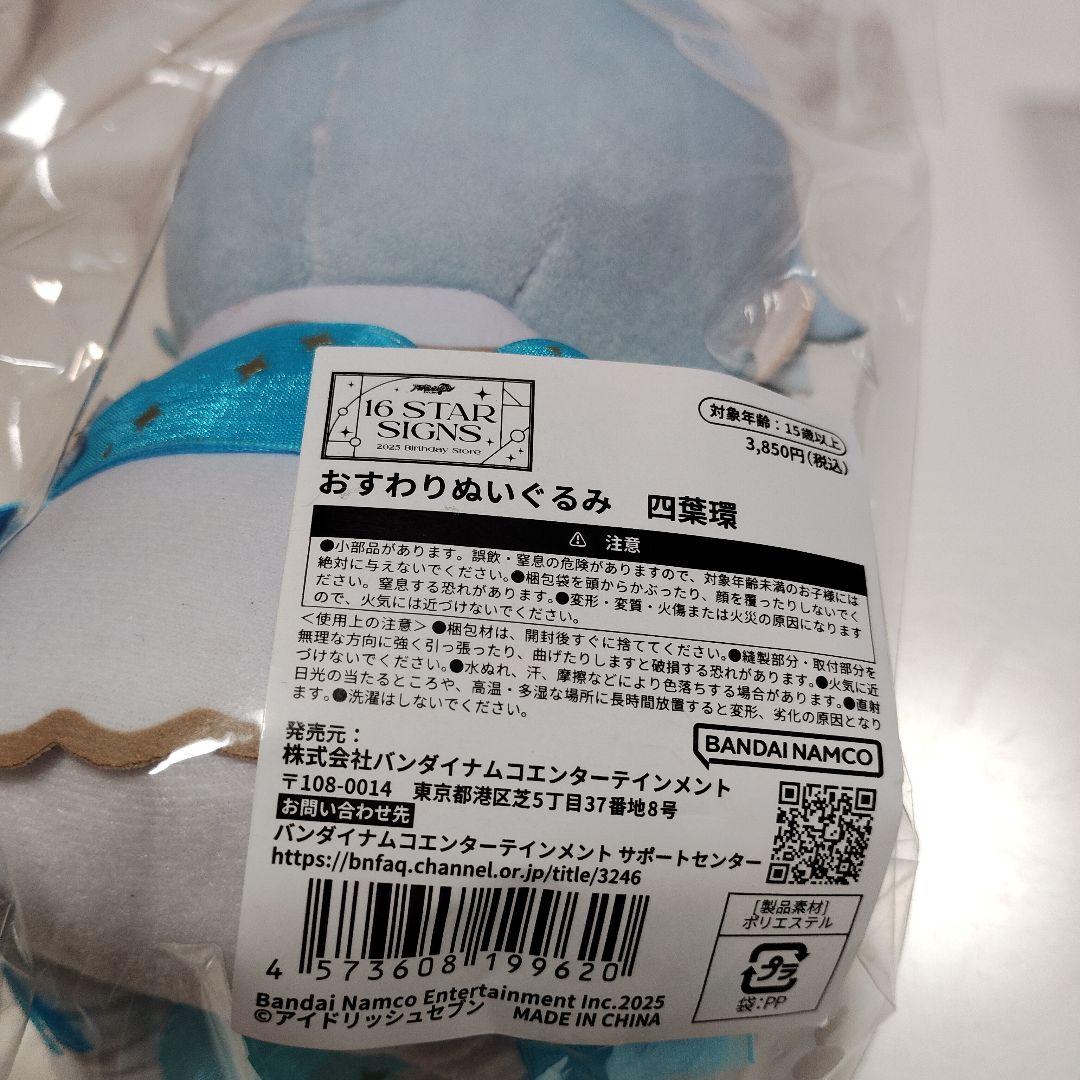 16 STAR
SIGNS
2025 Birthday Store
対象年齢：15歳以上
3,850円(税込)
おすわりぬいぐるみ　四葉環
⚠ 注意
●小部品があります。誤飲・窒息の危険がありますので、対象年齢未満のお子様には
絶対に与えないでください。●梱包袋を頭からかぶったり、顔を覆ったりしないでく
ださい。窒息する恐れがあります。●変形・変質・火傷または火災の原因になります
ので、火気には近づけないでください。
＜使用上の注意＞●梱包材は、開封後すぐに捨ててください。●縫製部分・取付部分を
無理な方向に強く引っ張ったり、曲げたりしますと破損する恐れがあります。●火気に近
づけないでください。●水ぬれ、汗、摩擦などにより色落ちする場合があります。●直射
日光の当たるところや、高温・多湿な場所に長時間放置すると変形、劣化の原因となり
ます。●洗濯はしないでください。
発売元：
株式会社バンダイナムコエンターテインメント
〒108-0014　東京都港区芝5丁目37番地8号
BANDAI NAMCO
お問い合わせ先
バンダイナムコエンターテインメント サポートセンター
https://bnfaq.channel.or.jp/title/3246
4 573608 199620
[製品素材]
ポリエステル
プラ
袋:PP
Bandai Namco Entertainment Inc.2025
©アイドリッシュセブン　MADE IN CHINA